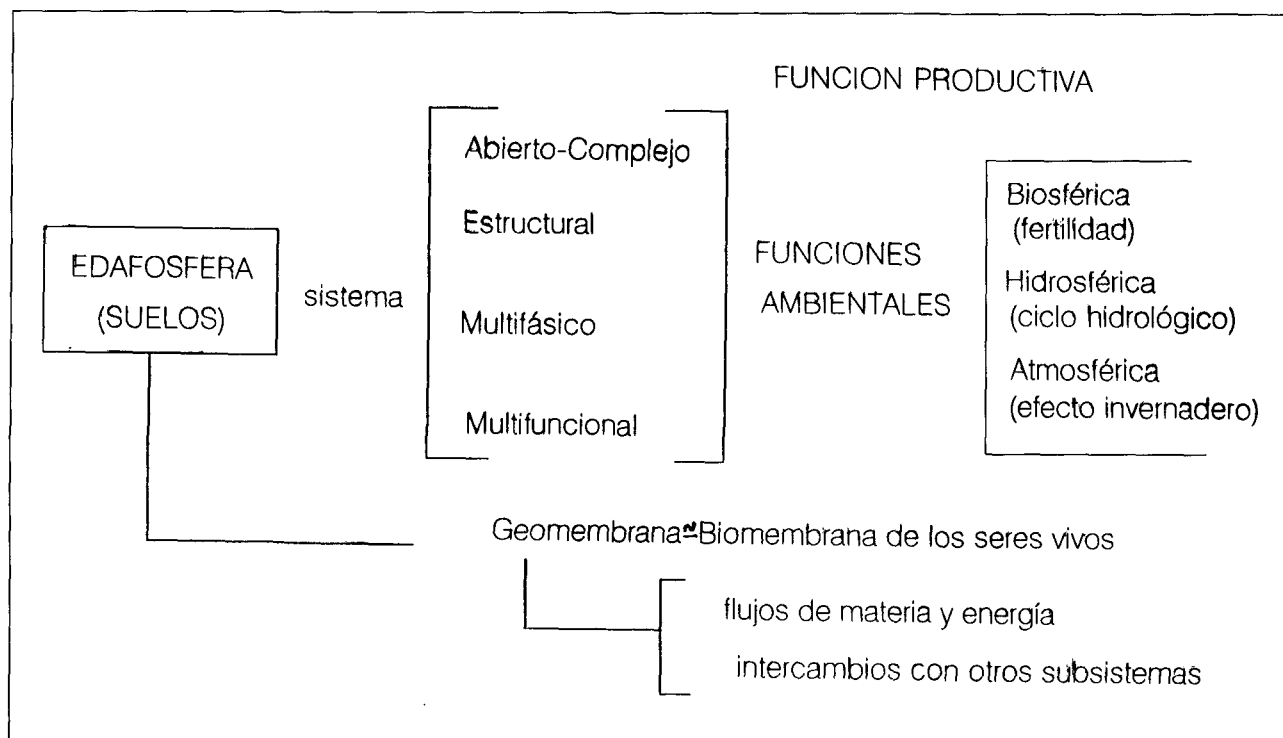 FUNCION PRODUCTIVA
EDAFOSFERA
(SUELOS)
sistema
Abierto-Complejo
Estructural
Multifásico
Multifuncional
FUNCIONES
AMBIENTALES
Biosférica
(fertilidad)
Hidrosférica
(ciclo hidrológico)
Atmosférica
(efecto invernadero)
Geomembrana≃Biomembrana de los seres vivos
flujos de materia y energía
intercambios con otros subsistemas